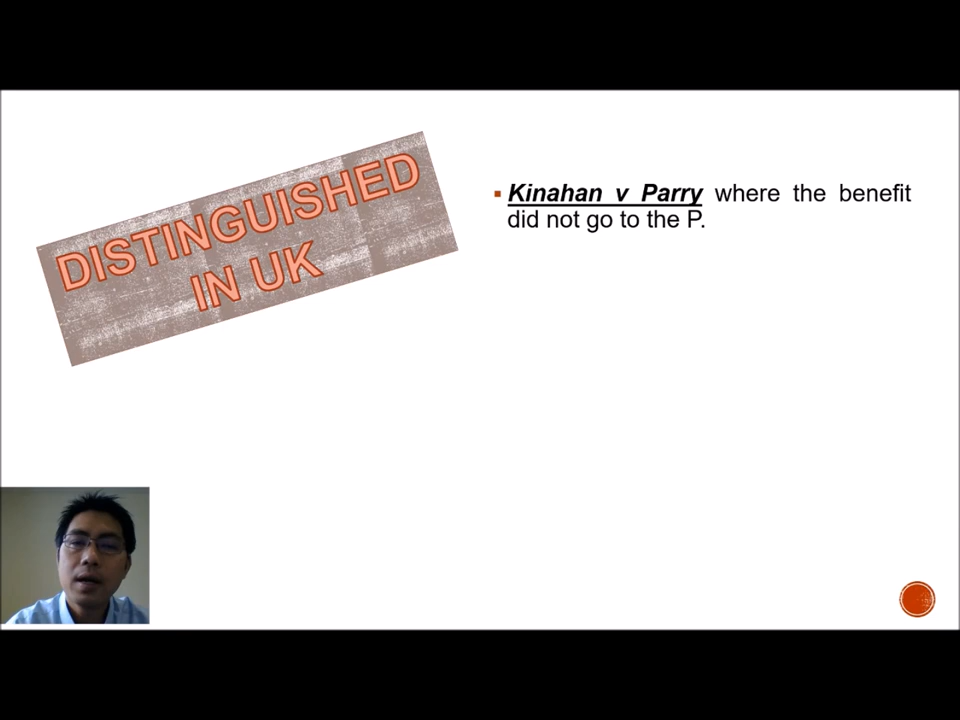 DISTINGUISHED
IN UK
▪ Kinahan v Parry where the benefit
did not go to the P.